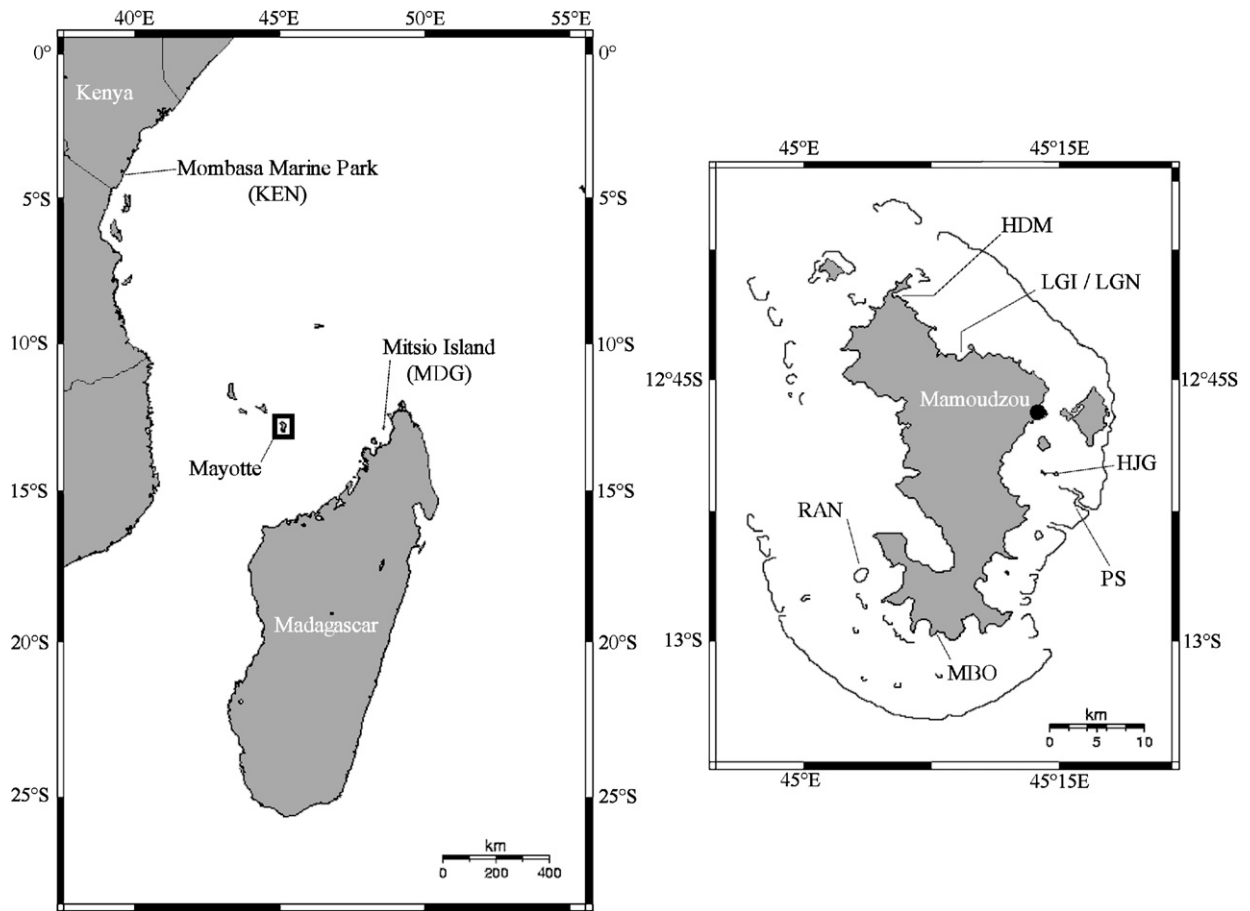 40°E 45°E 50°E 55°E
0° 0°
Kenya
Mombasa Marine Park
(KEN)
5°S 5°S
10°S 10°S
Mitsio Island
(MDG)
Mayotte
15°S 15°S
Madagascar
20°S 20°S
25°S 25°S
km
0 200 400
45°E 45°15E
HDM
LGI / LGN
12°45S 12°45S
Mamoudzou
HJG
RAN
PS
13°S 13°S
MBO
km
0 5 10
45°E 45°15E